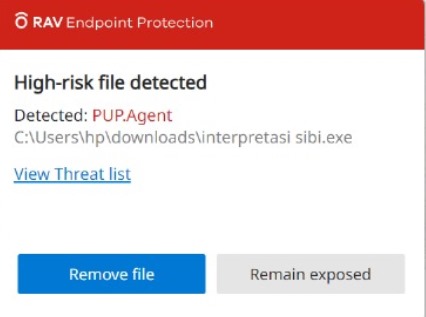 RAV Endpoint Protection
High-risk file detected
Detected: PUP.Agent
C:\Users\hp\downloads\interpretasi sibi.exe
View Threat list
Remove file
Remain exposed